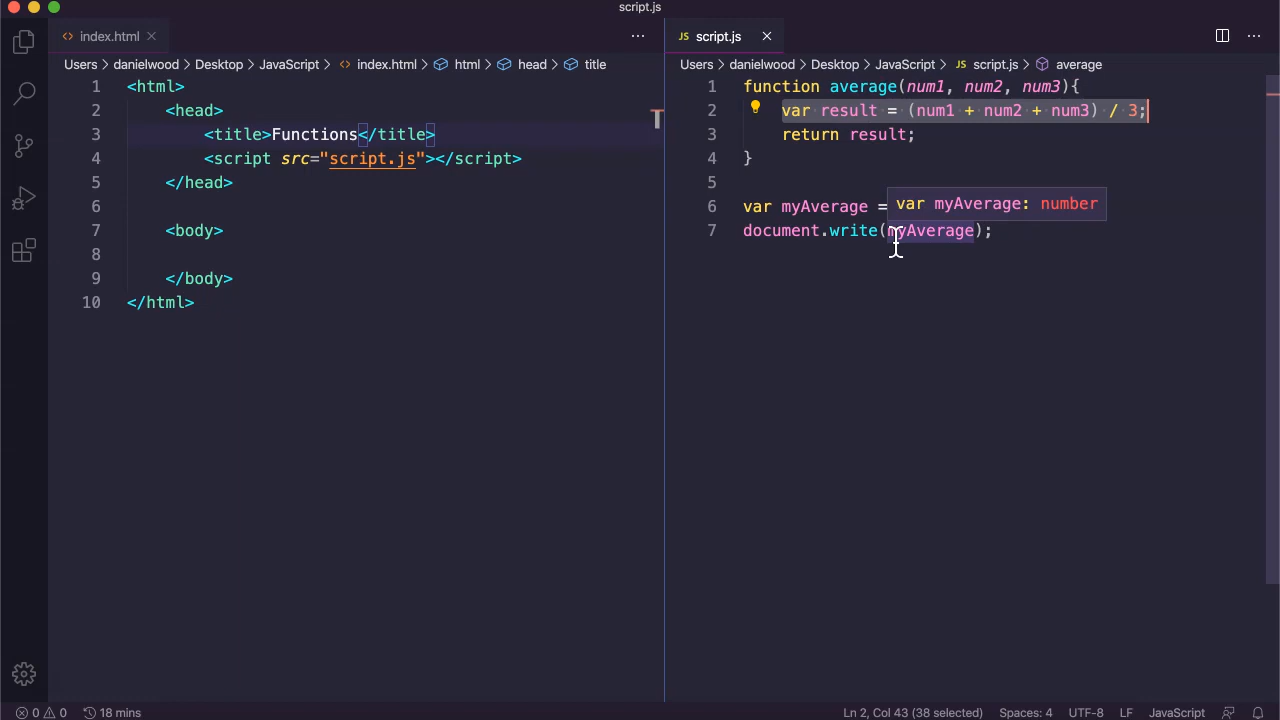 script.js
index.html
script.js
Users > danielwood > Desktop > JavaScript > index.html > html > head > title
Users > danielwood > Desktop > JavaScript > script.js > average
1 <html>
2 <head>
3 <title>Functions</title>
4 <script src="script.js"></script>
5 </head>
6
7 <body>
8
9 </body>
10 </html>
1 function average(num1, num2, num3){
2 var result = (num1 + num2 + num3) / 3;
3 return result;
4 }
5
6 var myAverage =
var myAverage: number
7 document.write(myAverage);
0 0 18 mins
Ln 2, Col 43 (38 selected) Spaces: 4 UTF-8 LF JavaScript